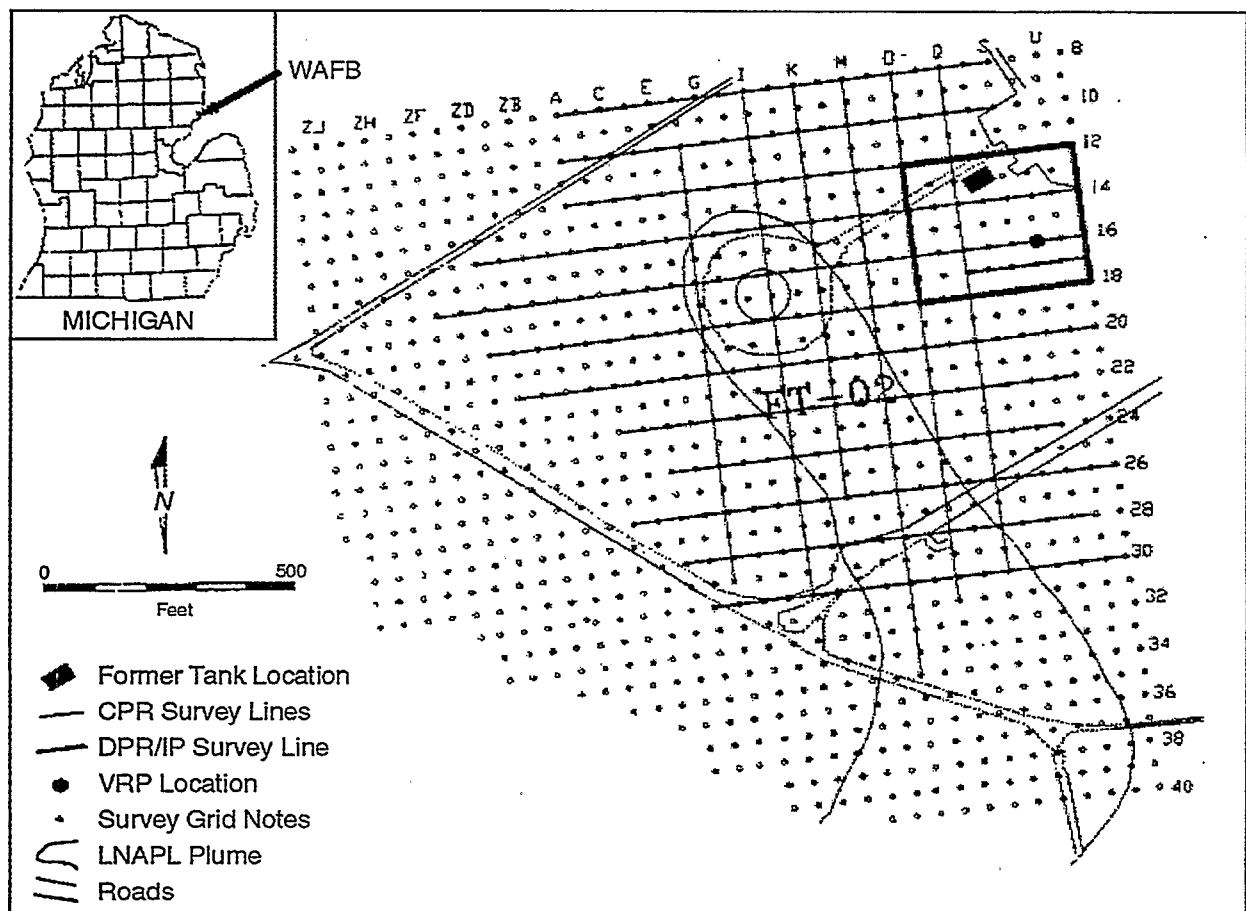 WAFB
MICHIGAN
ZJ ZH ZF ZD ZB A C E G I K M O Q S U
8
10
12
14
16
18
20
22
24
26
28
30
32
34
36
38
40
FT-02
N
0 500
Feet
Former Tank Location
CPR Survey Lines
DPR/IP Survey Line
VRP Location
Survey Grid Notes
LNAPL Plume
Roads